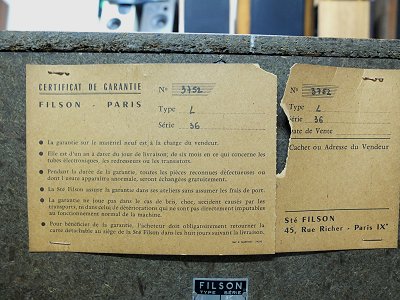 CERTIFICAT DE GARANTIE
FILSON - PARIS
N° 3752
Type L
Série 36
● La garantie sur le matériel neuf est à la charge du vendeur.
● Elle est d'un an à dater du jour de livraison; de six mois en ce qui concerne les
tubes électroniques, les redresseurs ou les transistors.
● Pendant la durée de la garantie, toutes les pièces reconnues défectueuses ou
dont l'usure apparaîtra anormale, seront échangées gratuitement.
● La Sté Filson assure la garantie dans ses ateliers sans assumer les frais de port.
● La garantie ne joue pas dans le cas de bris, choc, accident causés par les
transports, ni dans celui de détériorations qui ne sont pas directement imputables
au fonctionnement normal de la machine.
● Pour bénéficier de la garantie, l'acheteur doit obligatoirement retourner la
carte détachable au siège de la Sté Filson dans les huit jours suivant la livraison.
N° 3752
Type L
Série 36
Date de Vente
Cachet ou Adresse du Vendeur
Sté FILSON
45, Rue Richer - Paris IXe
FILSON
TYPE SÉRIE